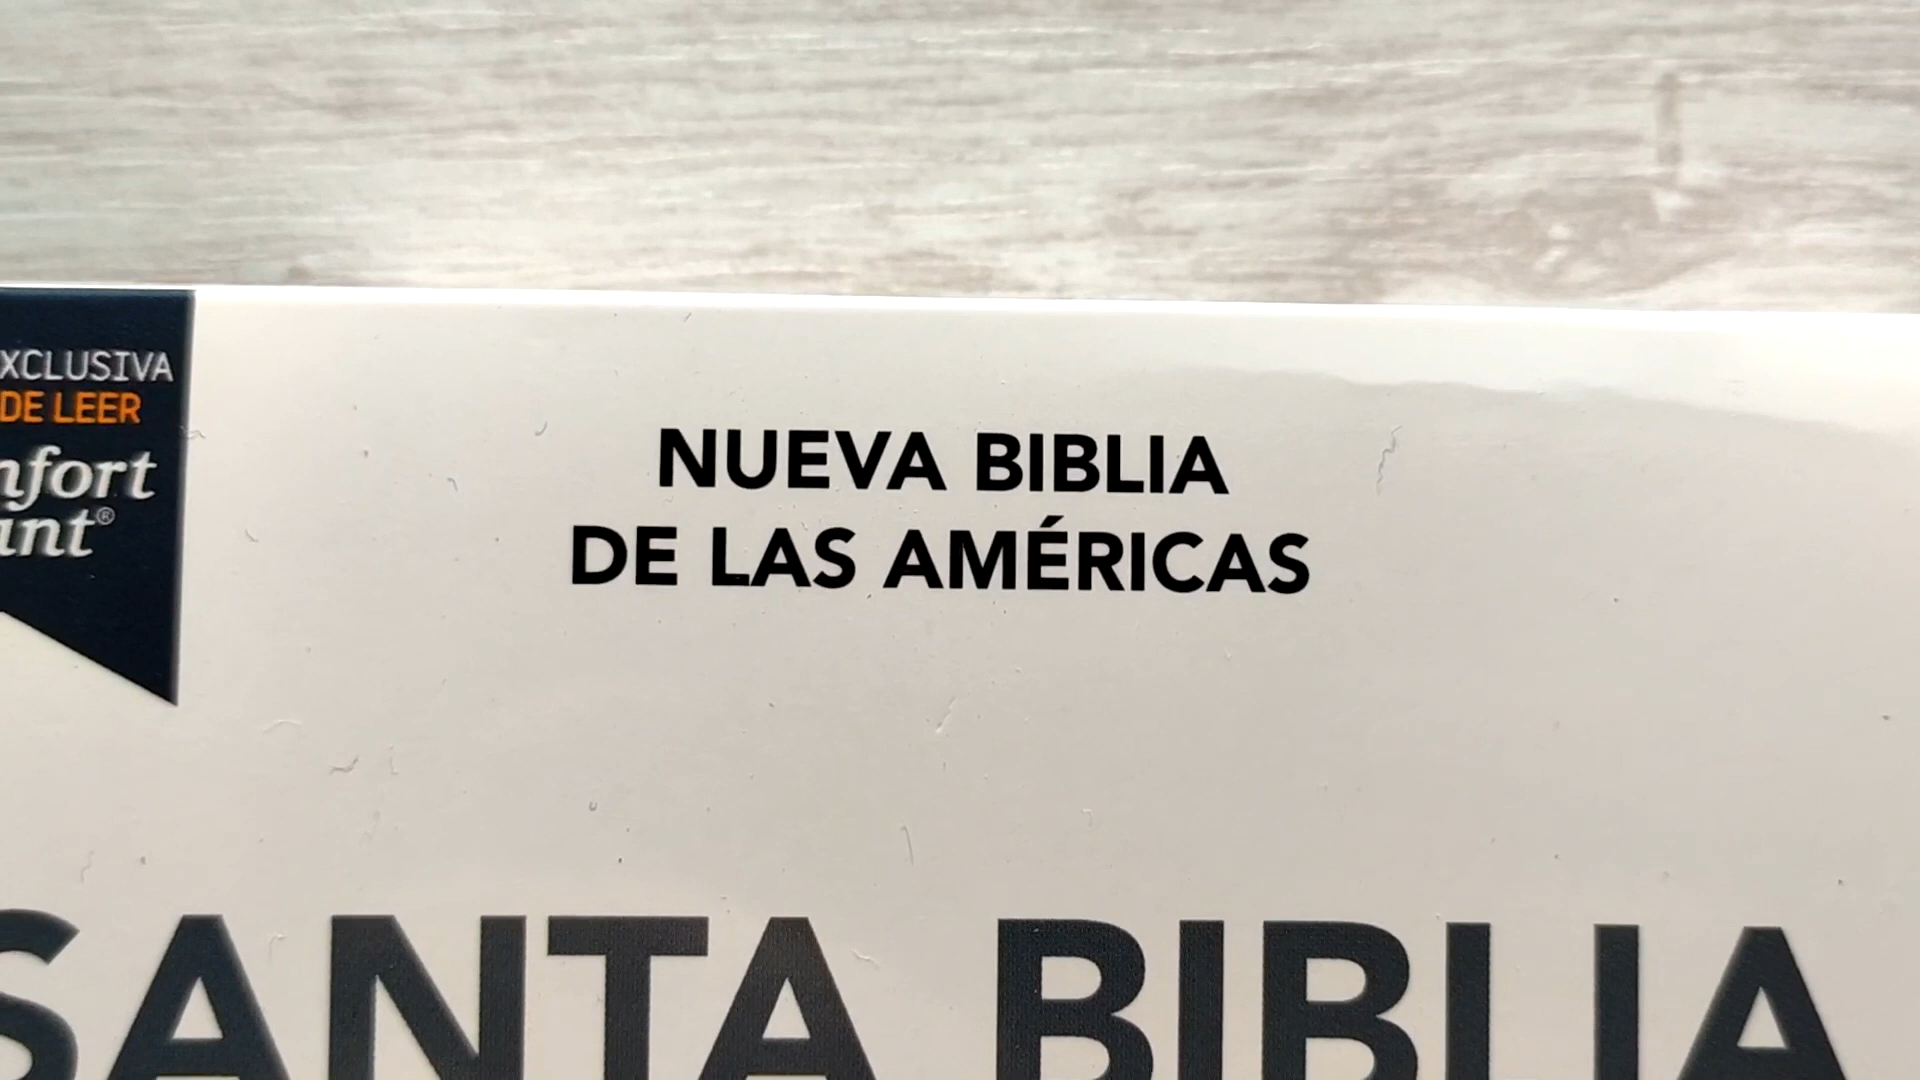 XCLUSIVA
DE LEER
nfort
int®
NUEVA BIBLIA
DE LAS AMÉRICAS
SANTA BIBLIA